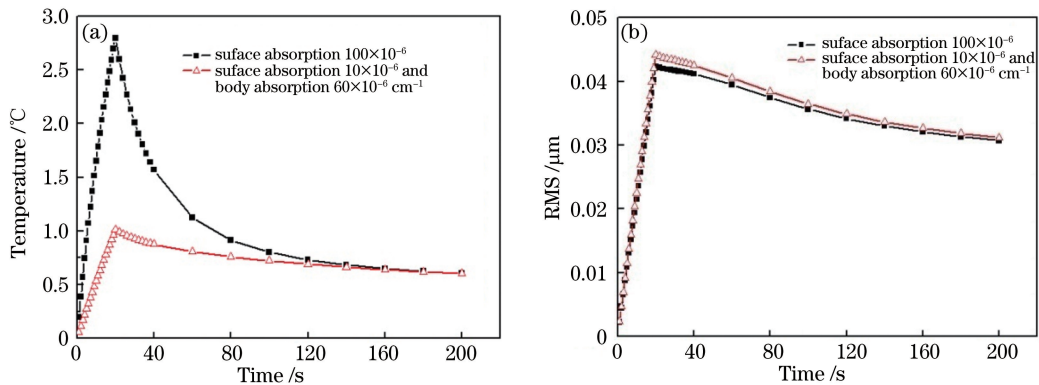 (a)
suface absorption 100×10⁻⁶
suface absorption 10×10⁻⁶ and
body absorption 60×10⁻⁶ cm⁻¹
Temperature /℃
3.0
2.5
2.0
1.5
1.0
0.5
0
0 40 80 120 160 200
Time /s
(b)
suface absorption 100×10⁻⁶
suface absorption 10×10⁻⁶ and
body absorption 60×10⁻⁶ cm⁻¹
RMS /μm
0.05
0.04
0.03
0.02
0.01
0
0 40 80 120 160 200
Time /s